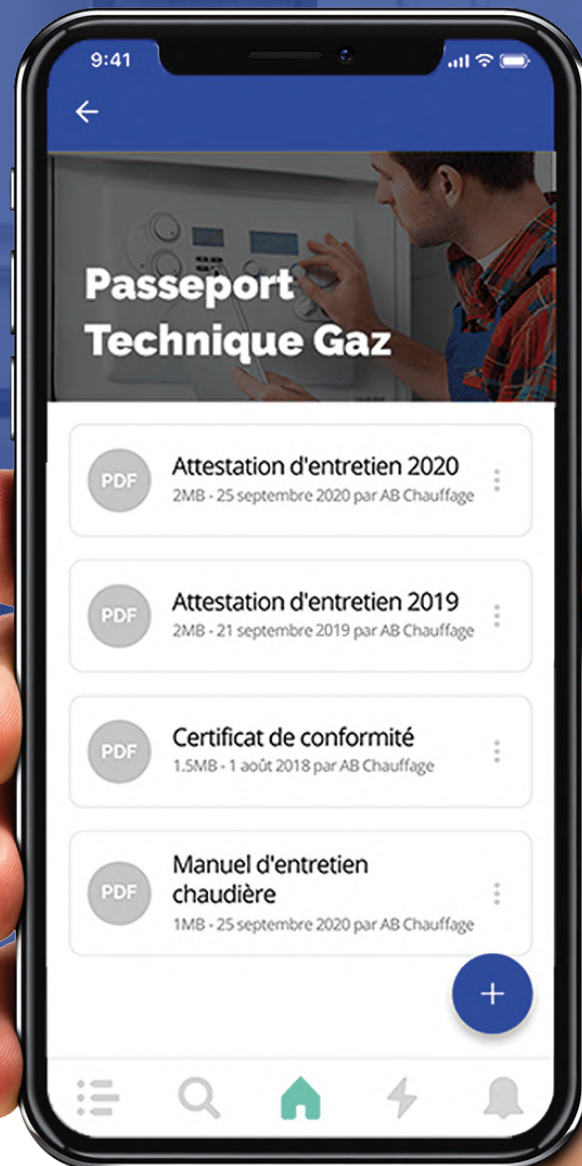 9:41
Passeport
Technique Gaz
PDF
Attestation d'entretien 2020
2MB - 25 septembre 2020 par AB Chauffage
PDF
Attestation d'entretien 2019
2MB - 21 septembre 2019 par AB Chauffage
PDF
Certificat de conformité
1.5MB - 1 août 2018 par AB Chauffage
PDF
Manuel d'entretien
chaudière
1MB - 25 septembre 2020 par AB Chauffage